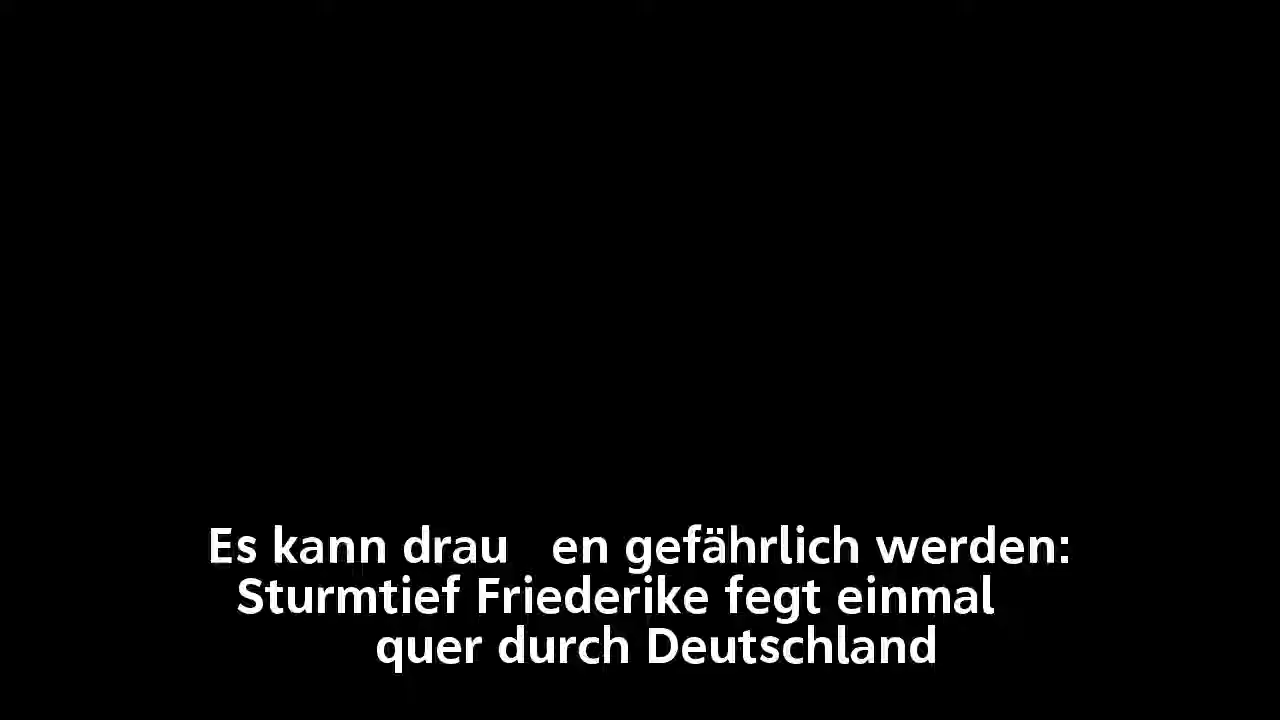 Es kann drau en gefährlich werden:
Sturmtief Friederike fegt einmal
quer durch Deutschland